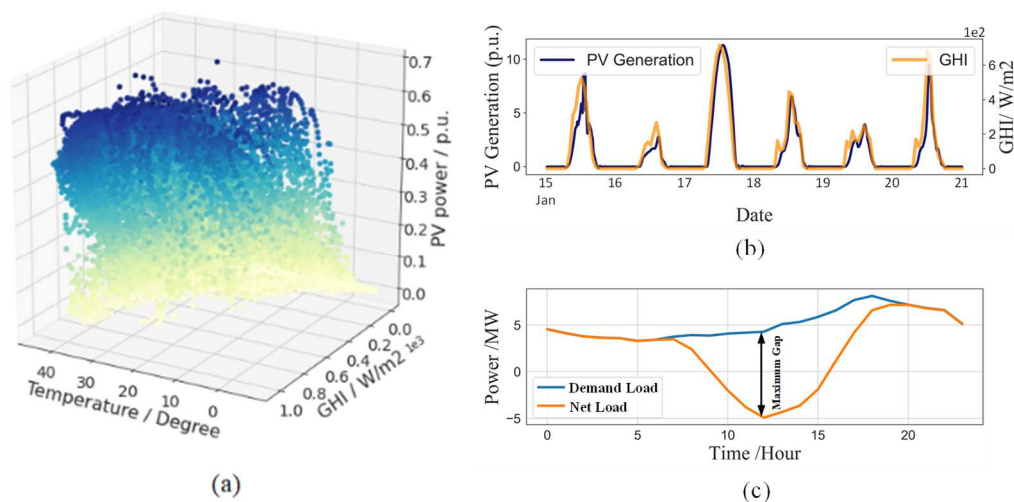 0.7
0.6
0.5
0.4
0.3
0.2
0.1
0.0
PV power / p.u.
40
30
20
10
0
Temperature / Degree
0.0
0.2
0.4
0.6
0.8
1.0
GHI / W/m2 1e3
(a)
1e2
PV Generation
GHI
10
5
0
PV Generation (p.u.)
6
4
2
0
GHI/ W/m2
15 16 17 18 19 20 21
Jan
Date
(b)
5
0
−5
Power /MW
Maximum Gap
Demand Load
Net Load
0 5 10 15 20
Time /Hour
(c)